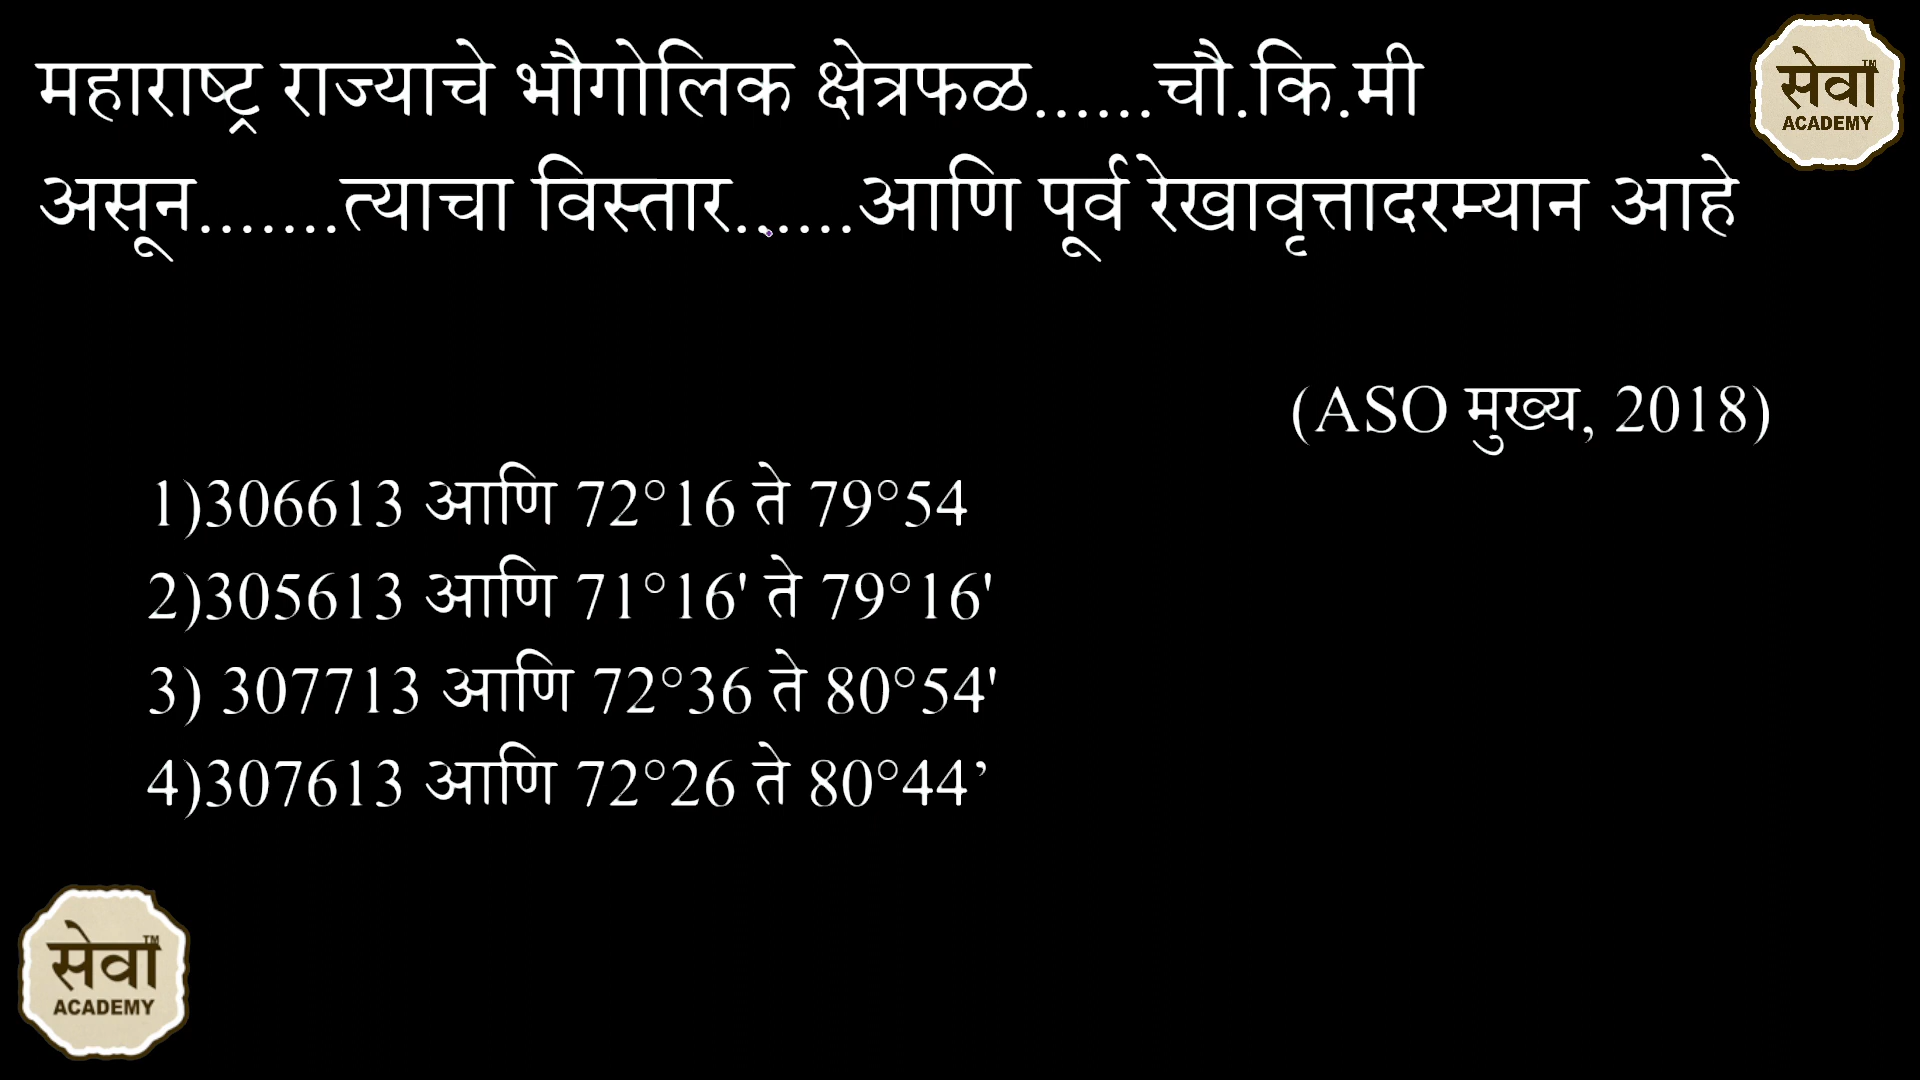 महाराष्ट्र राज्याचे भौगोलिक क्षेत्रफळ......चौ.कि.मी
असून.......त्याचा विस्तार......आणि पूर्व रेखावृत्तादरम्यान आहे
(ASO मुख्य, 2018)
1)306613 आणि 72°16 ते 79°54
2)305613 आणि 71°16' ते 79°16'
3) 307713 आणि 72°36 ते 80°54'
4)307613 आणि 72°26 ते 80°44’
सेवा TM
ACADEMY
सेवा TM
ACADEMY